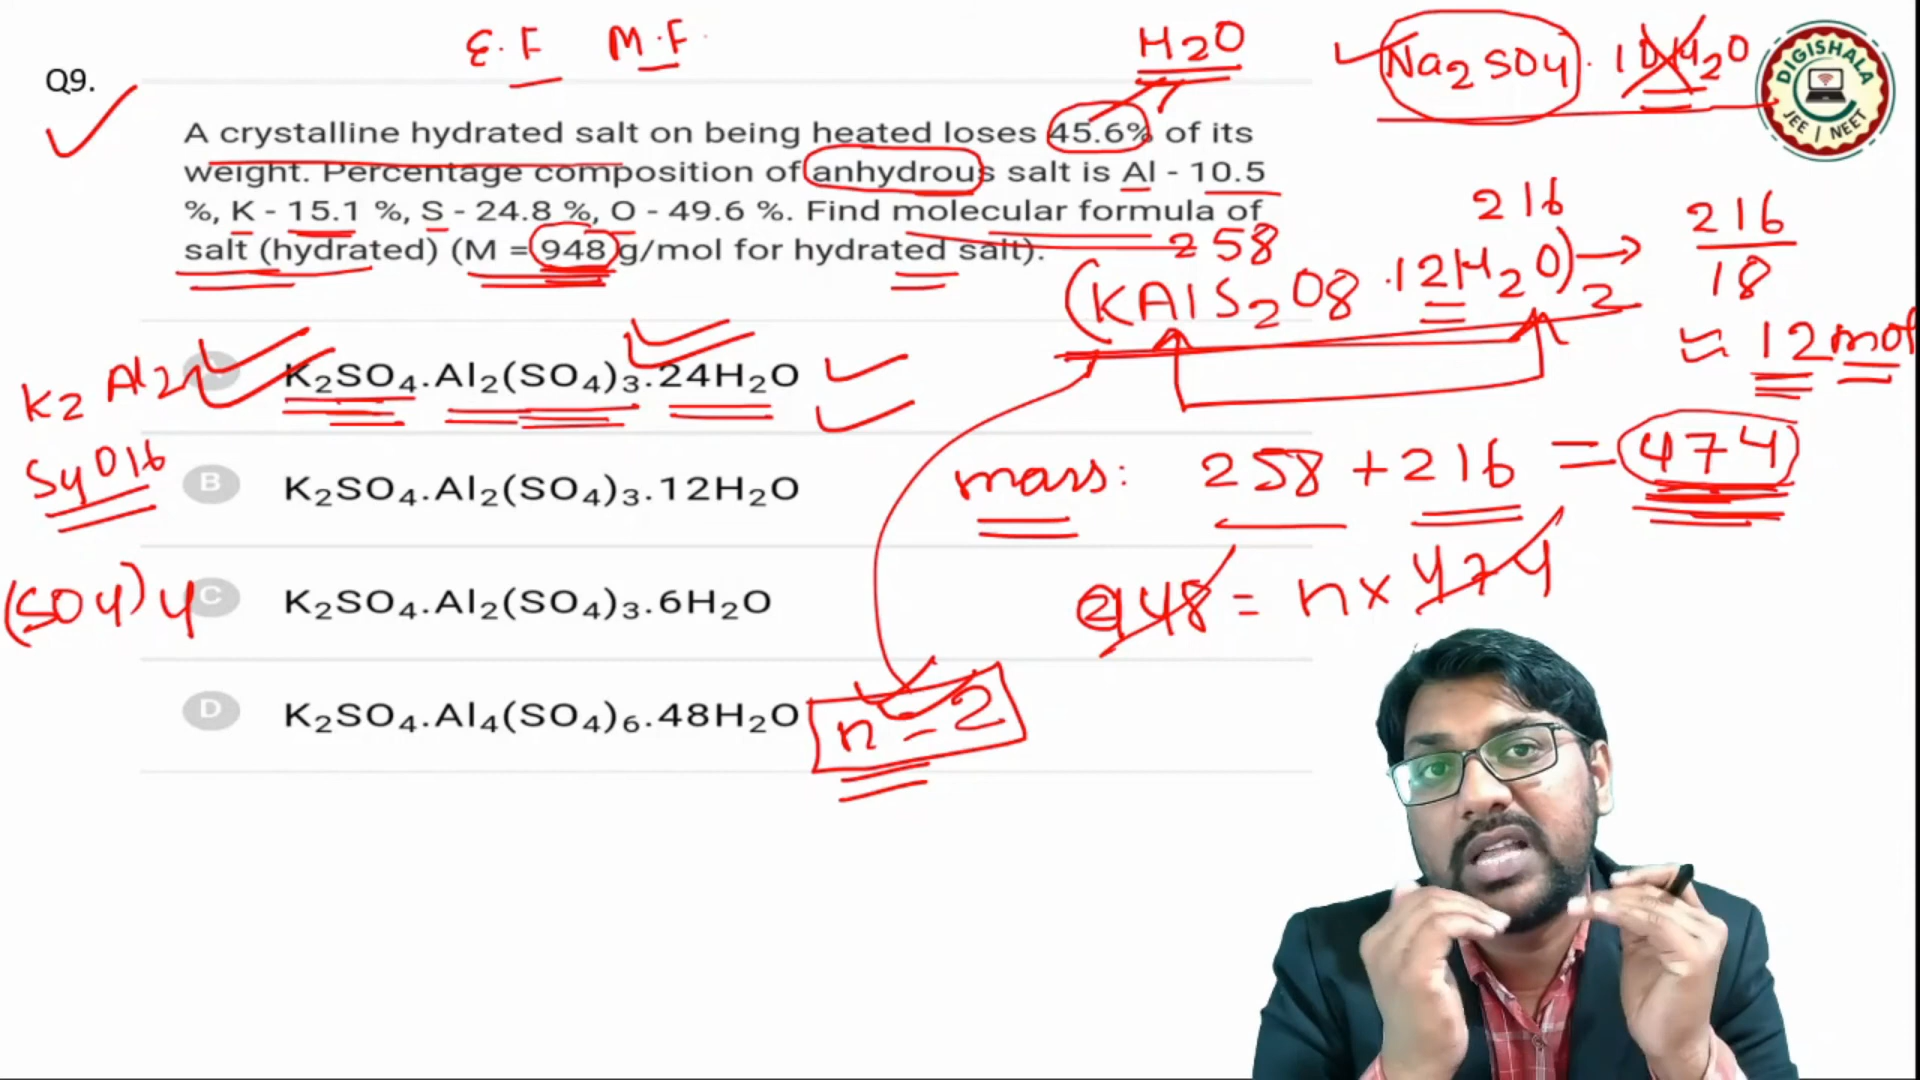 E.F M.F.
H2O
Na2SO4 . 10H2O
DIGISHALA
JEE | NEET
Q9.
A crystalline hydrated salt on being heated loses 45.6% of its
weight. Percentage composition of anhydrous salt is Al - 10.5
%, K - 15.1 %, S - 24.8 %, O - 49.6 %. Find molecular formula of
salt (hydrated) (M = 948 g/mol for hydrated salt).
258 216
(KAlS2O8 .12H2O)2 → 216/18
≈ 12 mol
K2 Al2
S4O16
(SO4)4
A K₂SO₄.Al₂(SO₄)₃.24H₂O
B K₂SO₄.Al₂(SO₄)₃.12H₂O
C K₂SO₄.Al₂(SO₄)₃.6H₂O
D K₂SO₄.Al₄(SO₄)₆.48H₂O
mass: 258 + 216 = 474
948 = n x 474
n = 2